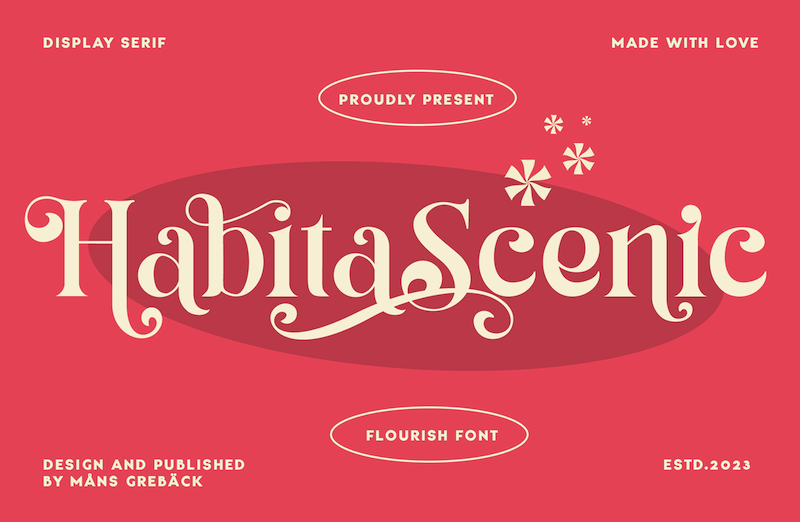 DISPLAY SERIF
MADE WITH LOVE
PROUDLY PRESENT
HabitaScenic
FLOURISH FONT
DESIGN AND PUBLISHED
BY MÅNS GREBÄCK
ESTD.2023